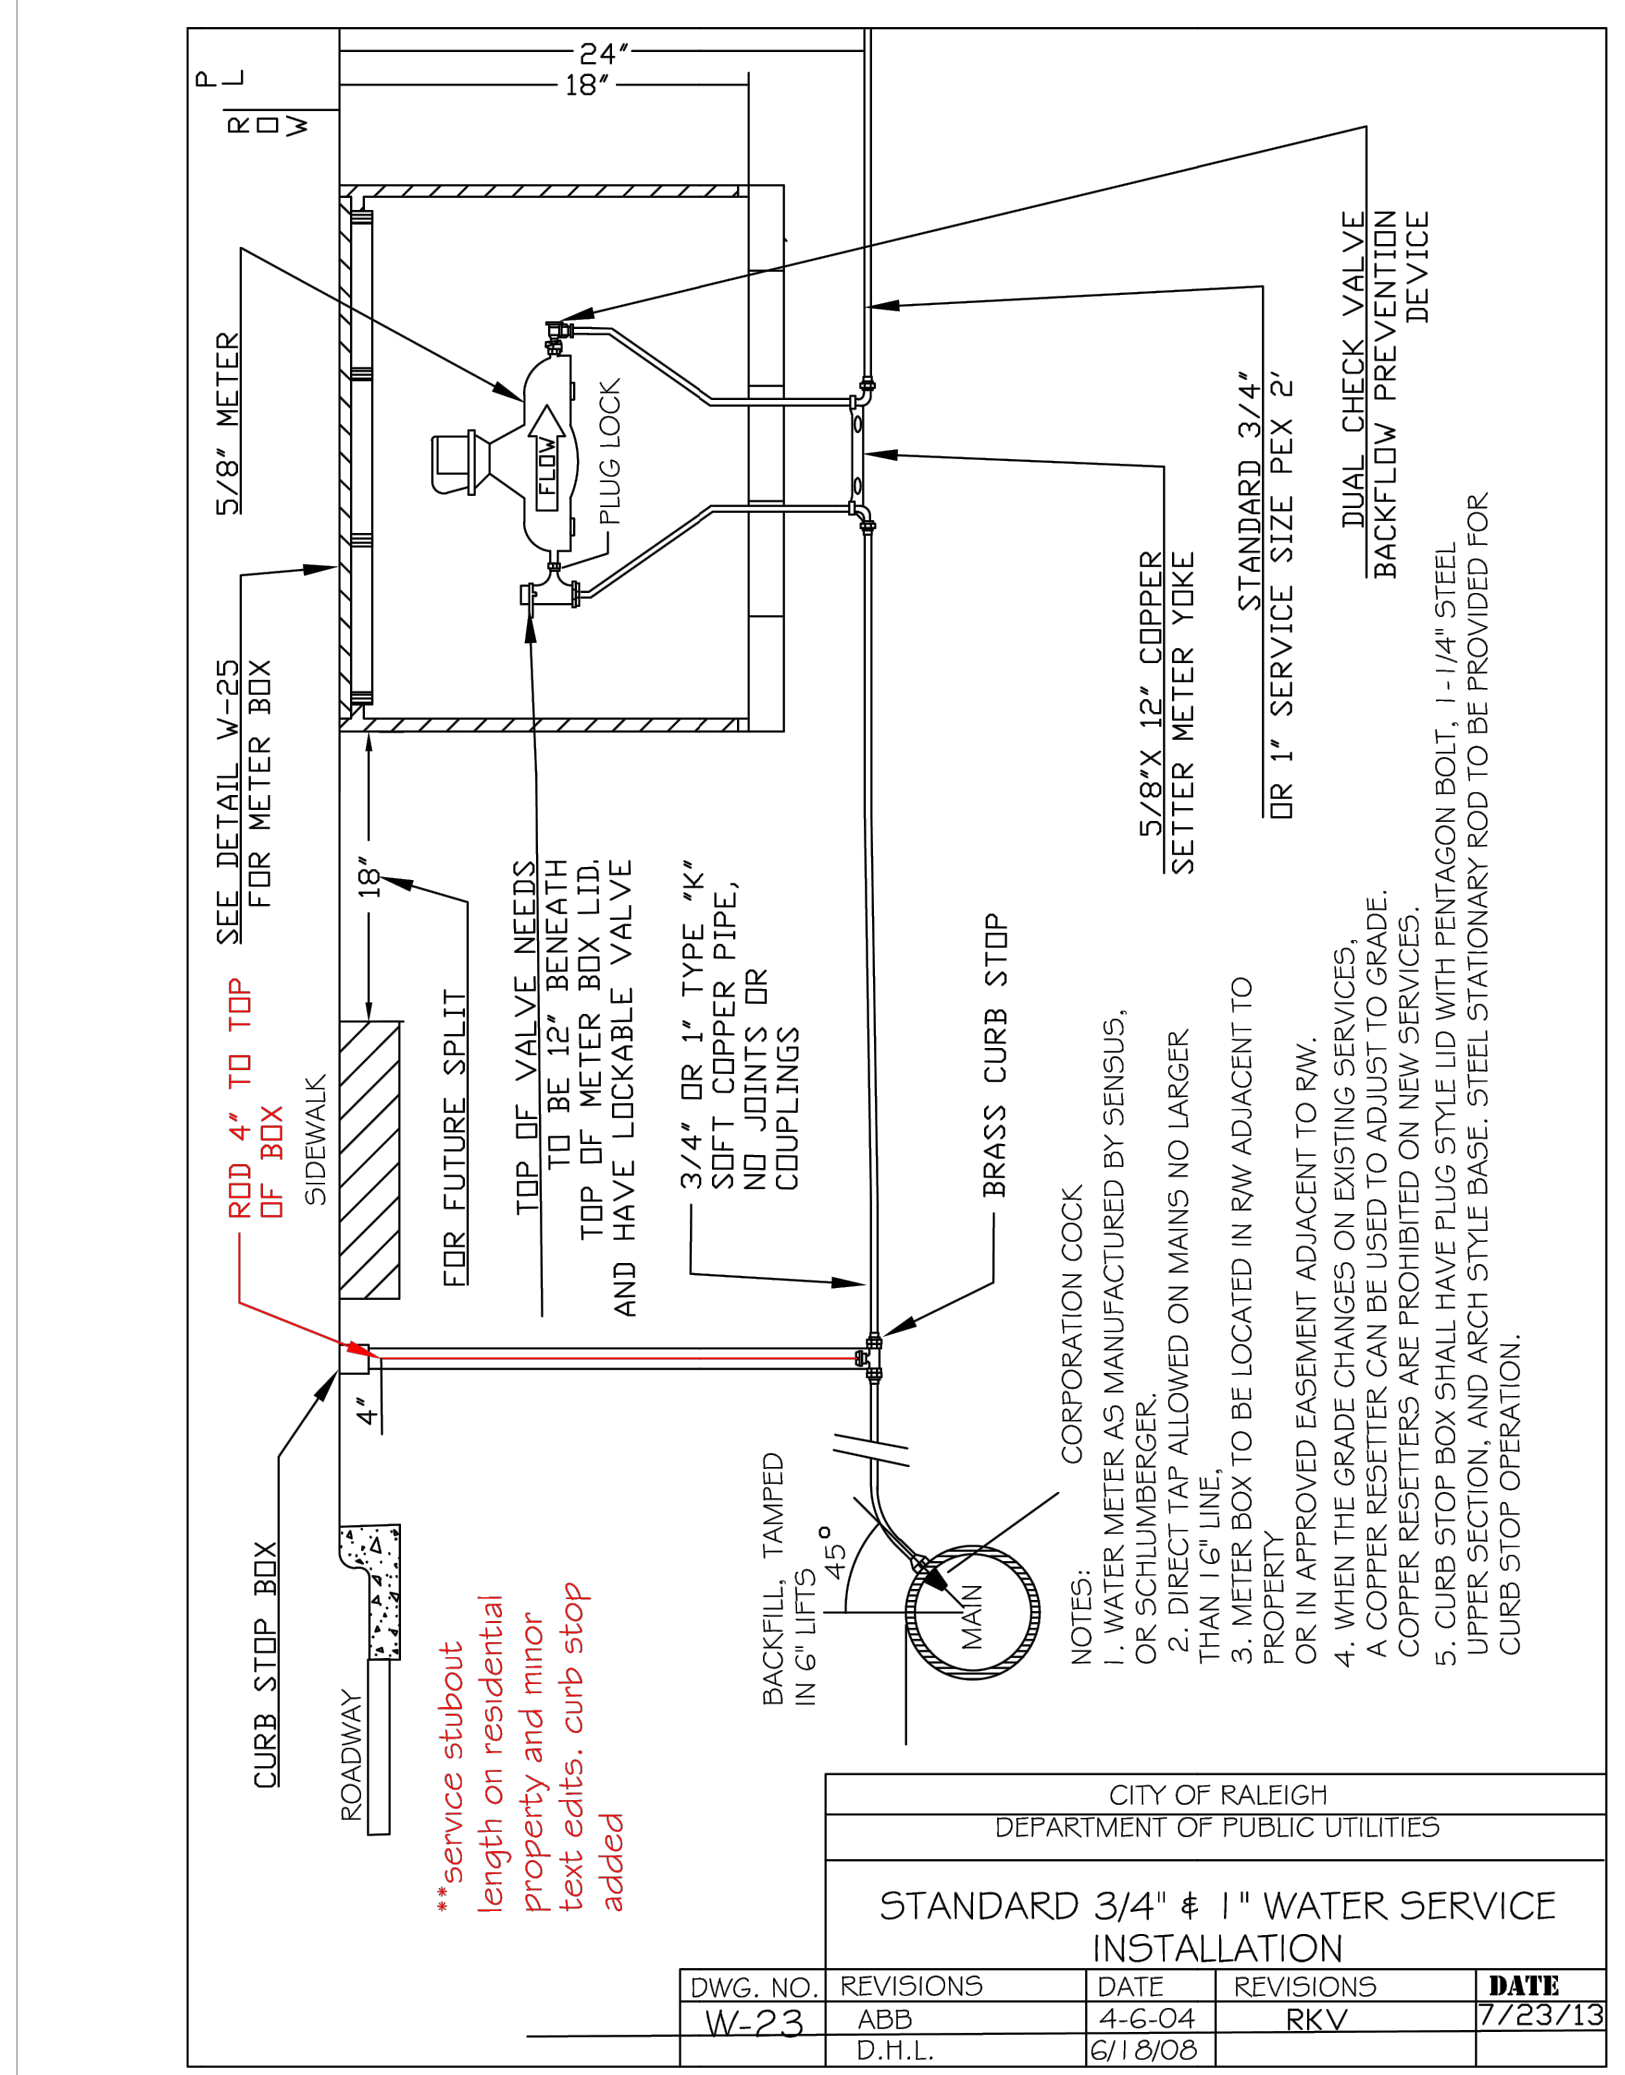 P
L
R
O
W
24"
18"
5/8" METER
SEE DETAIL W-25
FOR METER BOX
ROD 4" TO TOP
OF BOX
SIDEWALK
CURB STOP BOX
ROADWAY
4"
18"
FOR FUTURE SPLIT
TOP OF VALVE NEEDS
TO BE 12" BENEATH
TOP OF METER BOX LID.
AND HAVE LOCKABLE VALVE
FLOW
PLUG LOCK
3/4" OR 1" TYPE "K"
SOFT COPPER PIPE,
NO JOINTS OR
COUPLINGS
BRASS CURB STOP
5/8"X 12" COPPER
SETTER METER YOKE
STANDARD 3/4"
OR 1" SERVICE SIZE PEX 2'
DUAL CHECK VALVE
BACKFLOW PREVENTION
DEVICE
BACKFILL, TAMPED
IN 6" LIFTS
45°
MAIN
CORPORATION COCK
**service stubout
length on residential
property and minor
text edits. curb stop
added
NOTES:
1. WATER METER AS MANUFACTURED BY SENSUS,
OR SCHLUMBERGER.
2. DIRECT TAP ALLOWED ON MAINS NO LARGER
THAN 16" LINE,
3. METER BOX TO BE LOCATED IN R/W ADJACENT TO
PROPERTY
OR IN APPROVED EASEMENT ADJACENT TO R/W.
4. WHEN THE GRADE CHANGES ON EXISTING SERVICES,
A COPPER RESETTER CAN BE USED TO ADJUST TO GRADE.
COPPER RESETTERS ARE PROHIBITED ON NEW SERVICES.
5. CURB STOP BOX SHALL HAVE PLUG STYLE LID WITH PENTAGON BOLT, 1-1/4" STEEL
UPPER SECTION, AND ARCH STYLE BASE. STEEL STATIONARY ROD TO BE PROVIDED FOR
CURB STOP OPERATION.
CITY OF RALEIGH
DEPARTMENT OF PUBLIC UTILITIES
STANDARD 3/4" & 1" WATER SERVICE
INSTALLATION
DWG. NO. REVISIONS DATE REVISIONS DATE
W-23 ABB 4-6-04 RKV 7/23/13
D.H.L. 6/18/08